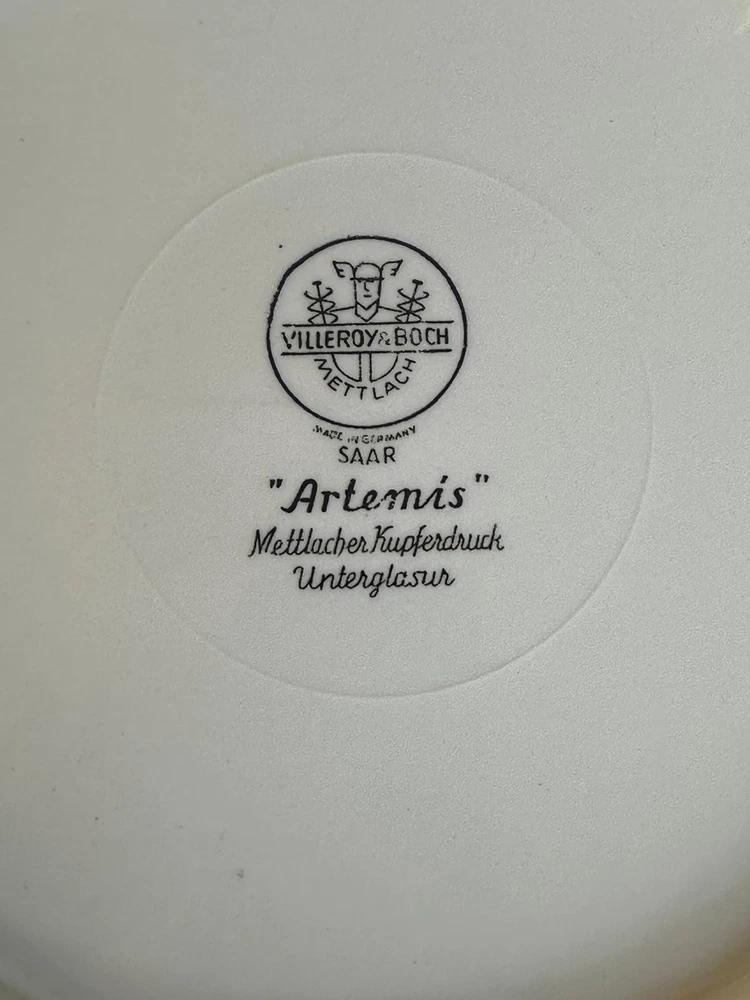 VILLEROY & BOCH
METTLACH
MADE IN GERMANY
SAAR
"Artemis"
Mettlacher Kupferdruck
Unterglasur